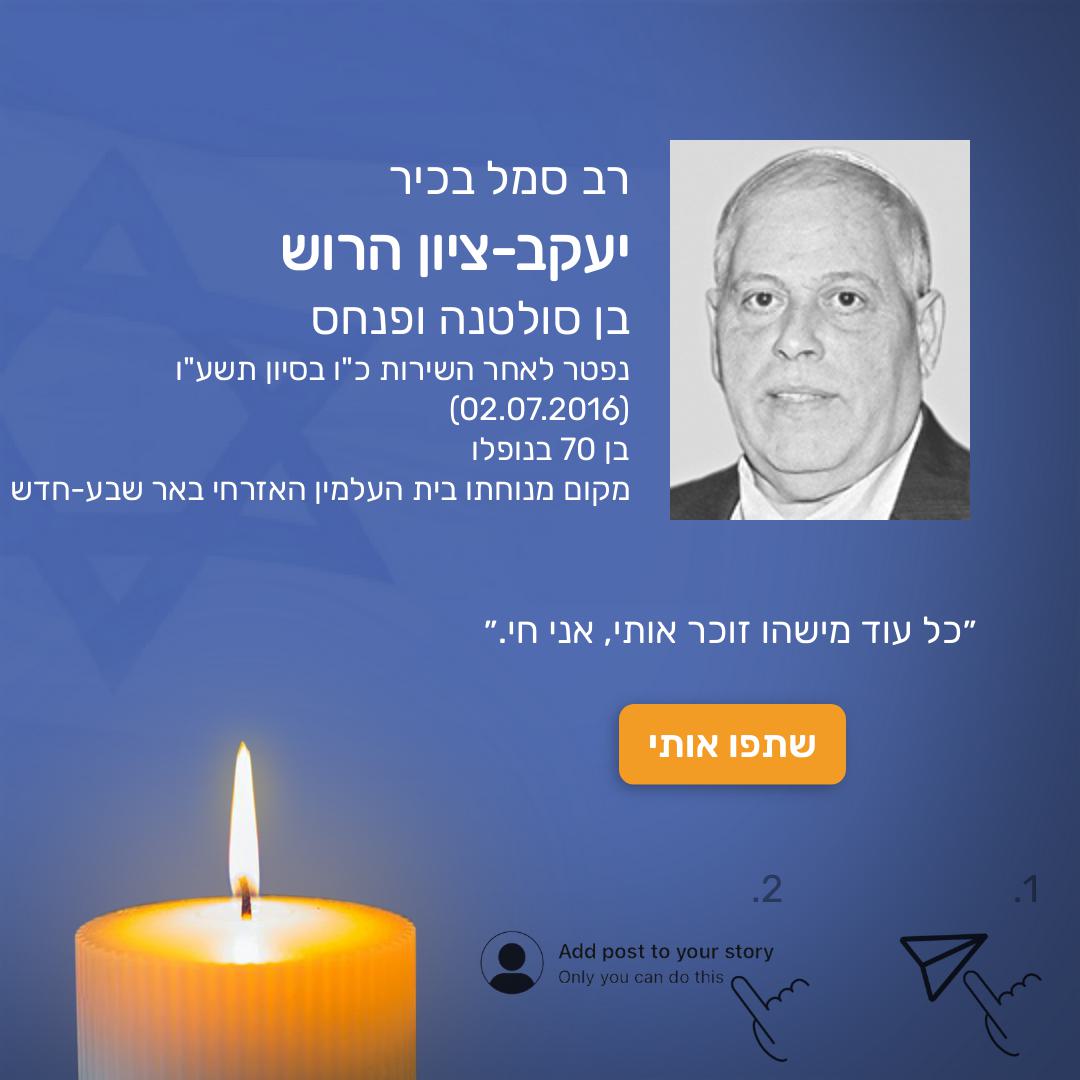 רב סמל בכיר
יעקב-ציון הרוש
בן סולטנה ופנחס
נפטר לאחר השירות כ"ו בסיון תשע"ו
(02.07.2016)
בן 70 בנופלו
מקום מנוחתו בית העלמין האזרחי באר שבע-חדש
״כל עוד מישהו זוכר אותי, אני חי.״
שתפו אותי
.1
.2
Add post to your story
Only you can do this